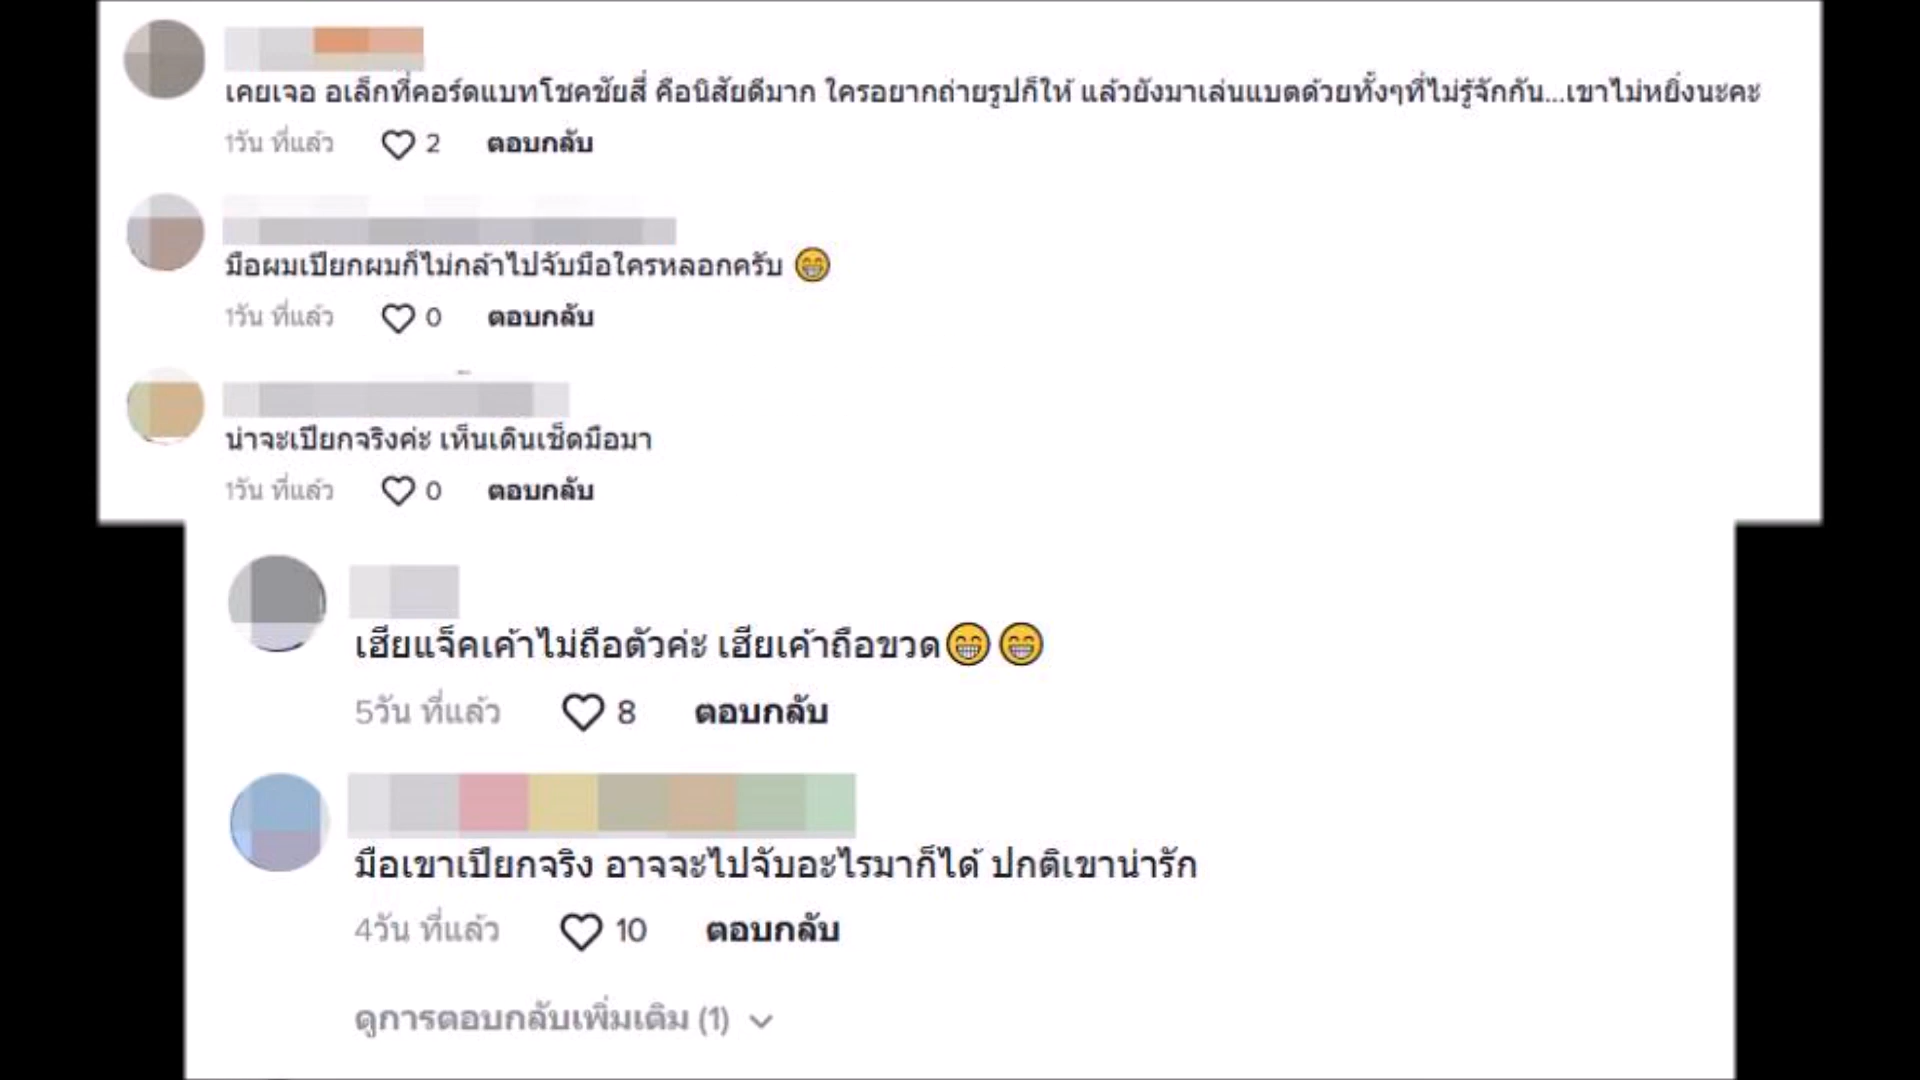 เคยเจอ อเล็กที่คอร์ดแบทโชคชัยสี่ คือนิสัยดีมาก ใครอยากถ่ายรูปก็ให้ แล้วยังมาเล่นแบตด้วยทั้งๆที่ไม่รู้จักกัน...เขาไม่หยิ่งนะคะ
1วัน ที่แล้ว 2 ตอบกลับ
มือผมเปียกผมก็ไม่กล้าไปจับมือใครหลอกครับ 😁
1วัน ที่แล้ว 0 ตอบกลับ
น่าจะเปียกจริงค่ะ เห็นเดินเช็ดมือมา
1วัน ที่แล้ว 0 ตอบกลับ
เฮียแจ็คเค้าไม่ถือตัวค่ะ เฮียเค้าถือขวด😁😁
5วัน ที่แล้ว 8 ตอบกลับ
มือเขาเปียกจริง อาจจะไปจับอะไรมาก็ได้ ปกติเขาน่ารัก
4วัน ที่แล้ว 10 ตอบกลับ
ดูการตอบกลับเพิ่มเติม (1)